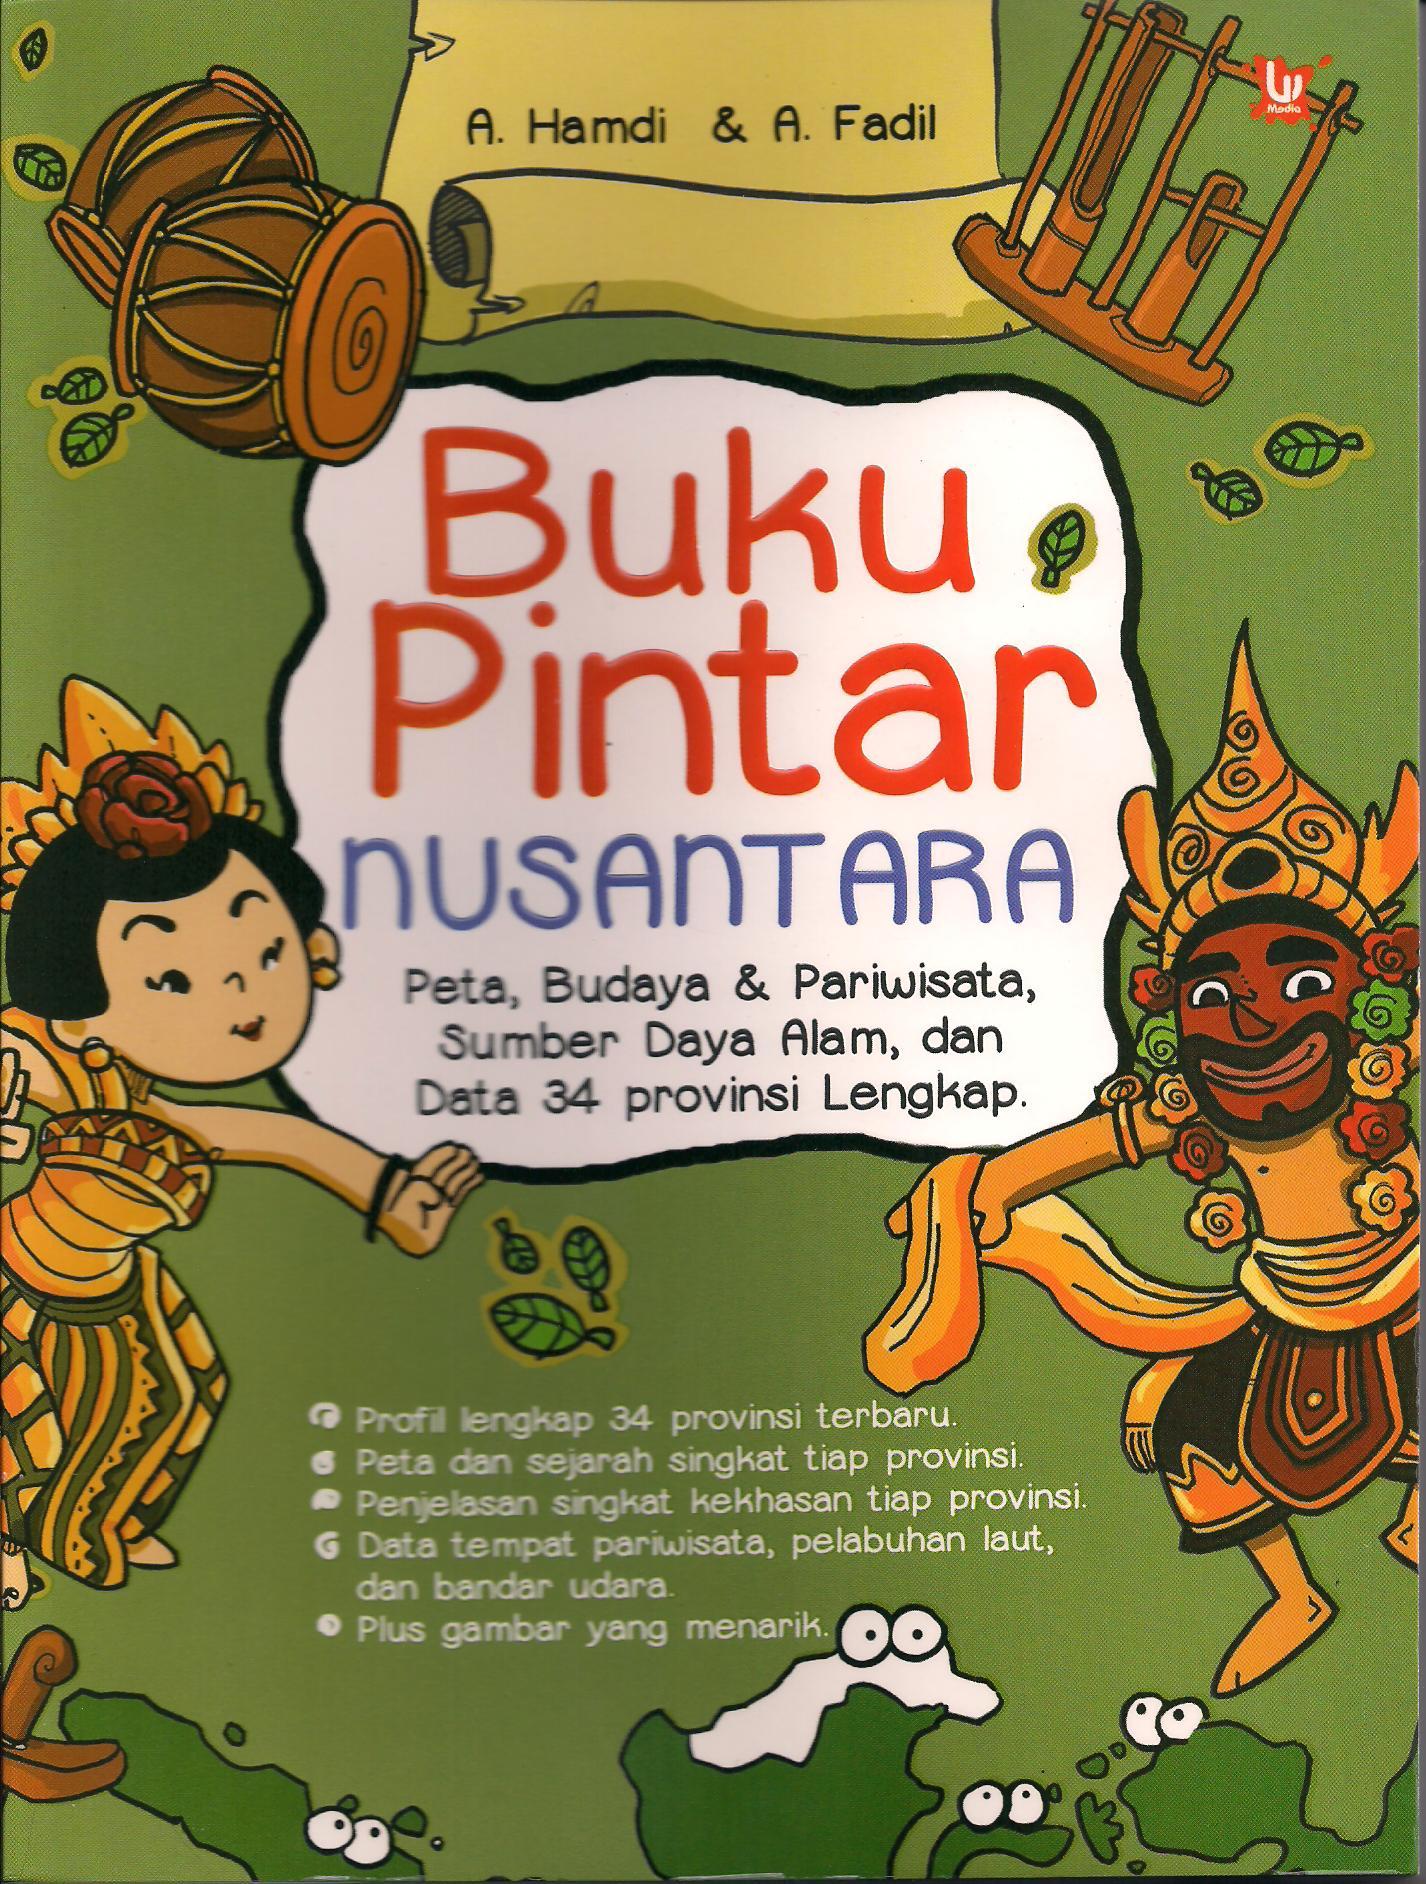 A. Hamdi & A. Fadil
W
Media
Buku
Pintar
NUSANTARA
Peta, Budaya & Pariwisata,
Sumber Daya Alam, dan
Data 34 provinsi Lengkap.
Profil lengkap 34 provinsi terbaru.
Peta dan sejarah singkat tiap provinsi.
Penjelasan singkat kekhasan tiap provinsi.
Data tempat pariwisata, pelabuhan laut,
dan bandar udara.
Plus gambar yang menarik.